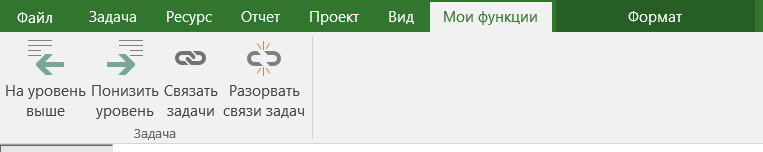 Файл Задача Ресурс Отчет Проект Вид Мои функции Формат
На уровень выше
Понизить уровень
Связать задачи
Разорвать связи задач
Задача